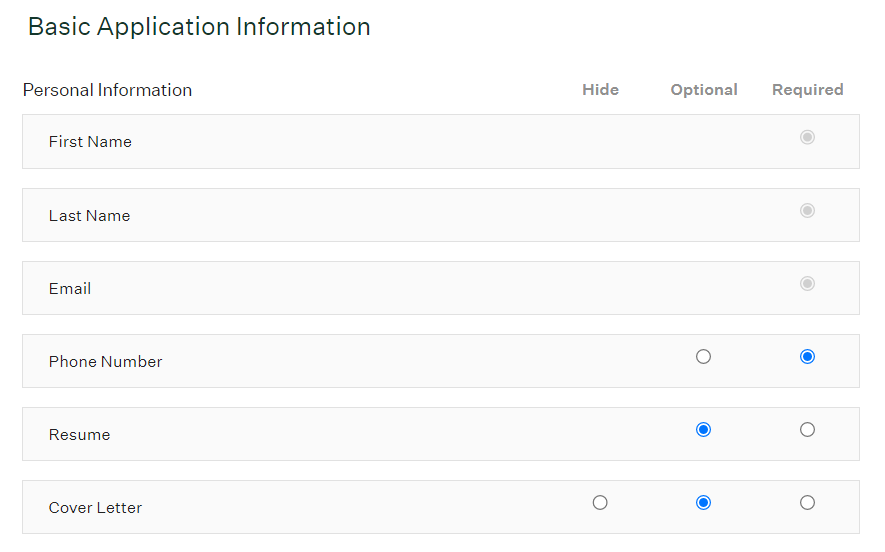 Basic Application Information
Personal Information Hide Optional Required
First Name
Last Name
Email
Phone Number
Resume
Cover Letter